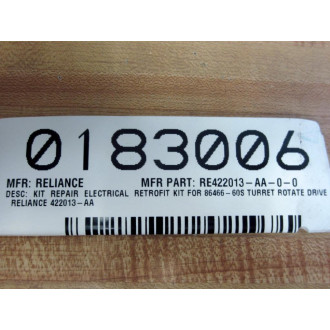 0183006
MFR: RELIANCE MFR PART: RE422013-AA-0-0
DESC: KIT REPAIR ELECTRICAL RETROFIT KIT FOR 86466-60S TURRET ROTATE DRIVE
RELIANCE 422013-AA